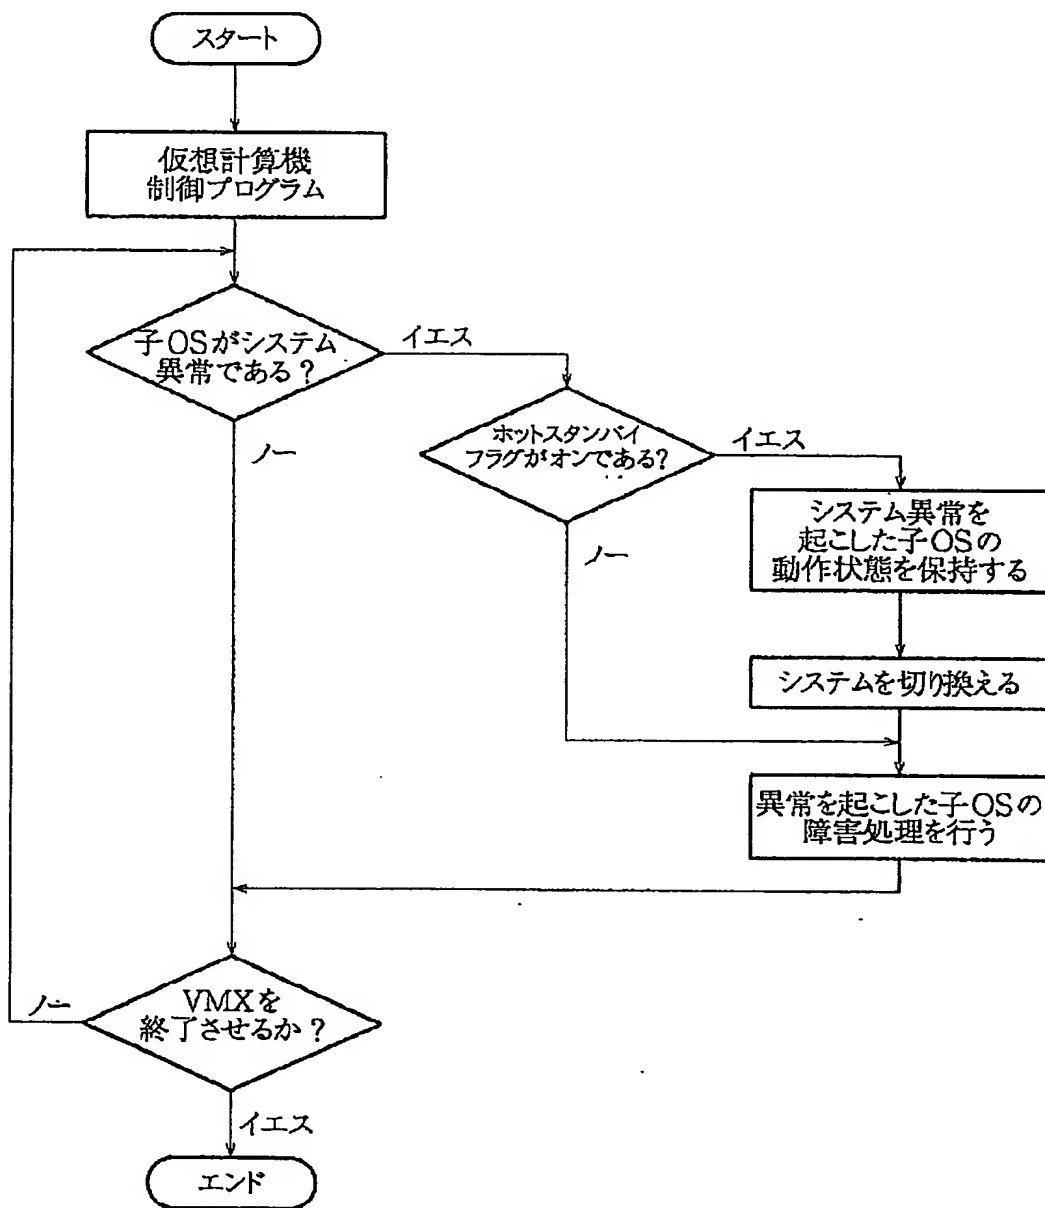 スタート
仮想計算機
制御プログラム
子OSがシステム
異常である?
イエス
ノー
ホットスタンバイ
フラグがオンである?
イエス
ノー
システム異常を
起こした子OSの
動作状態を保持する
システムを切り換える
異常を起こした子OSの
障害処理を行う
VMXを
終了させるか?
ノー
イエス
エンド